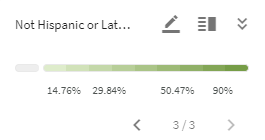 Not Hispanic or Lat...
14.76% 29.84% 50.47% 90%
3 / 3